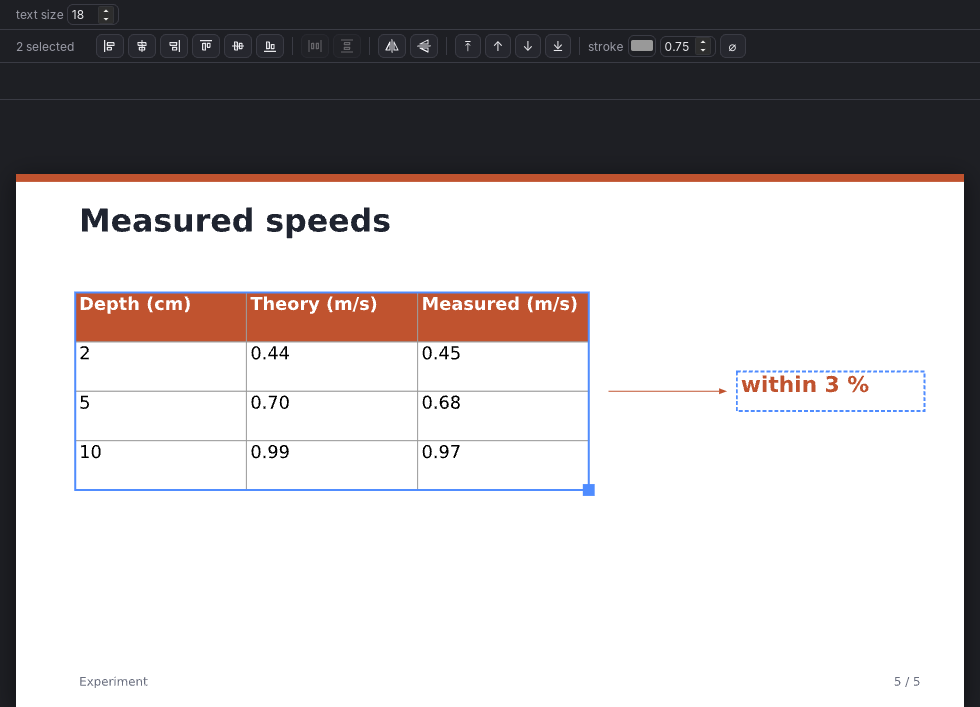 text size 18
2 selected
stroke 0.75
Measured speeds
Depth (cm) Theory (m/s) Measured (m/s)
2 0.44 0.45
5 0.70 0.68
10 0.99 0.97
within 3 %
Experiment 5 / 5